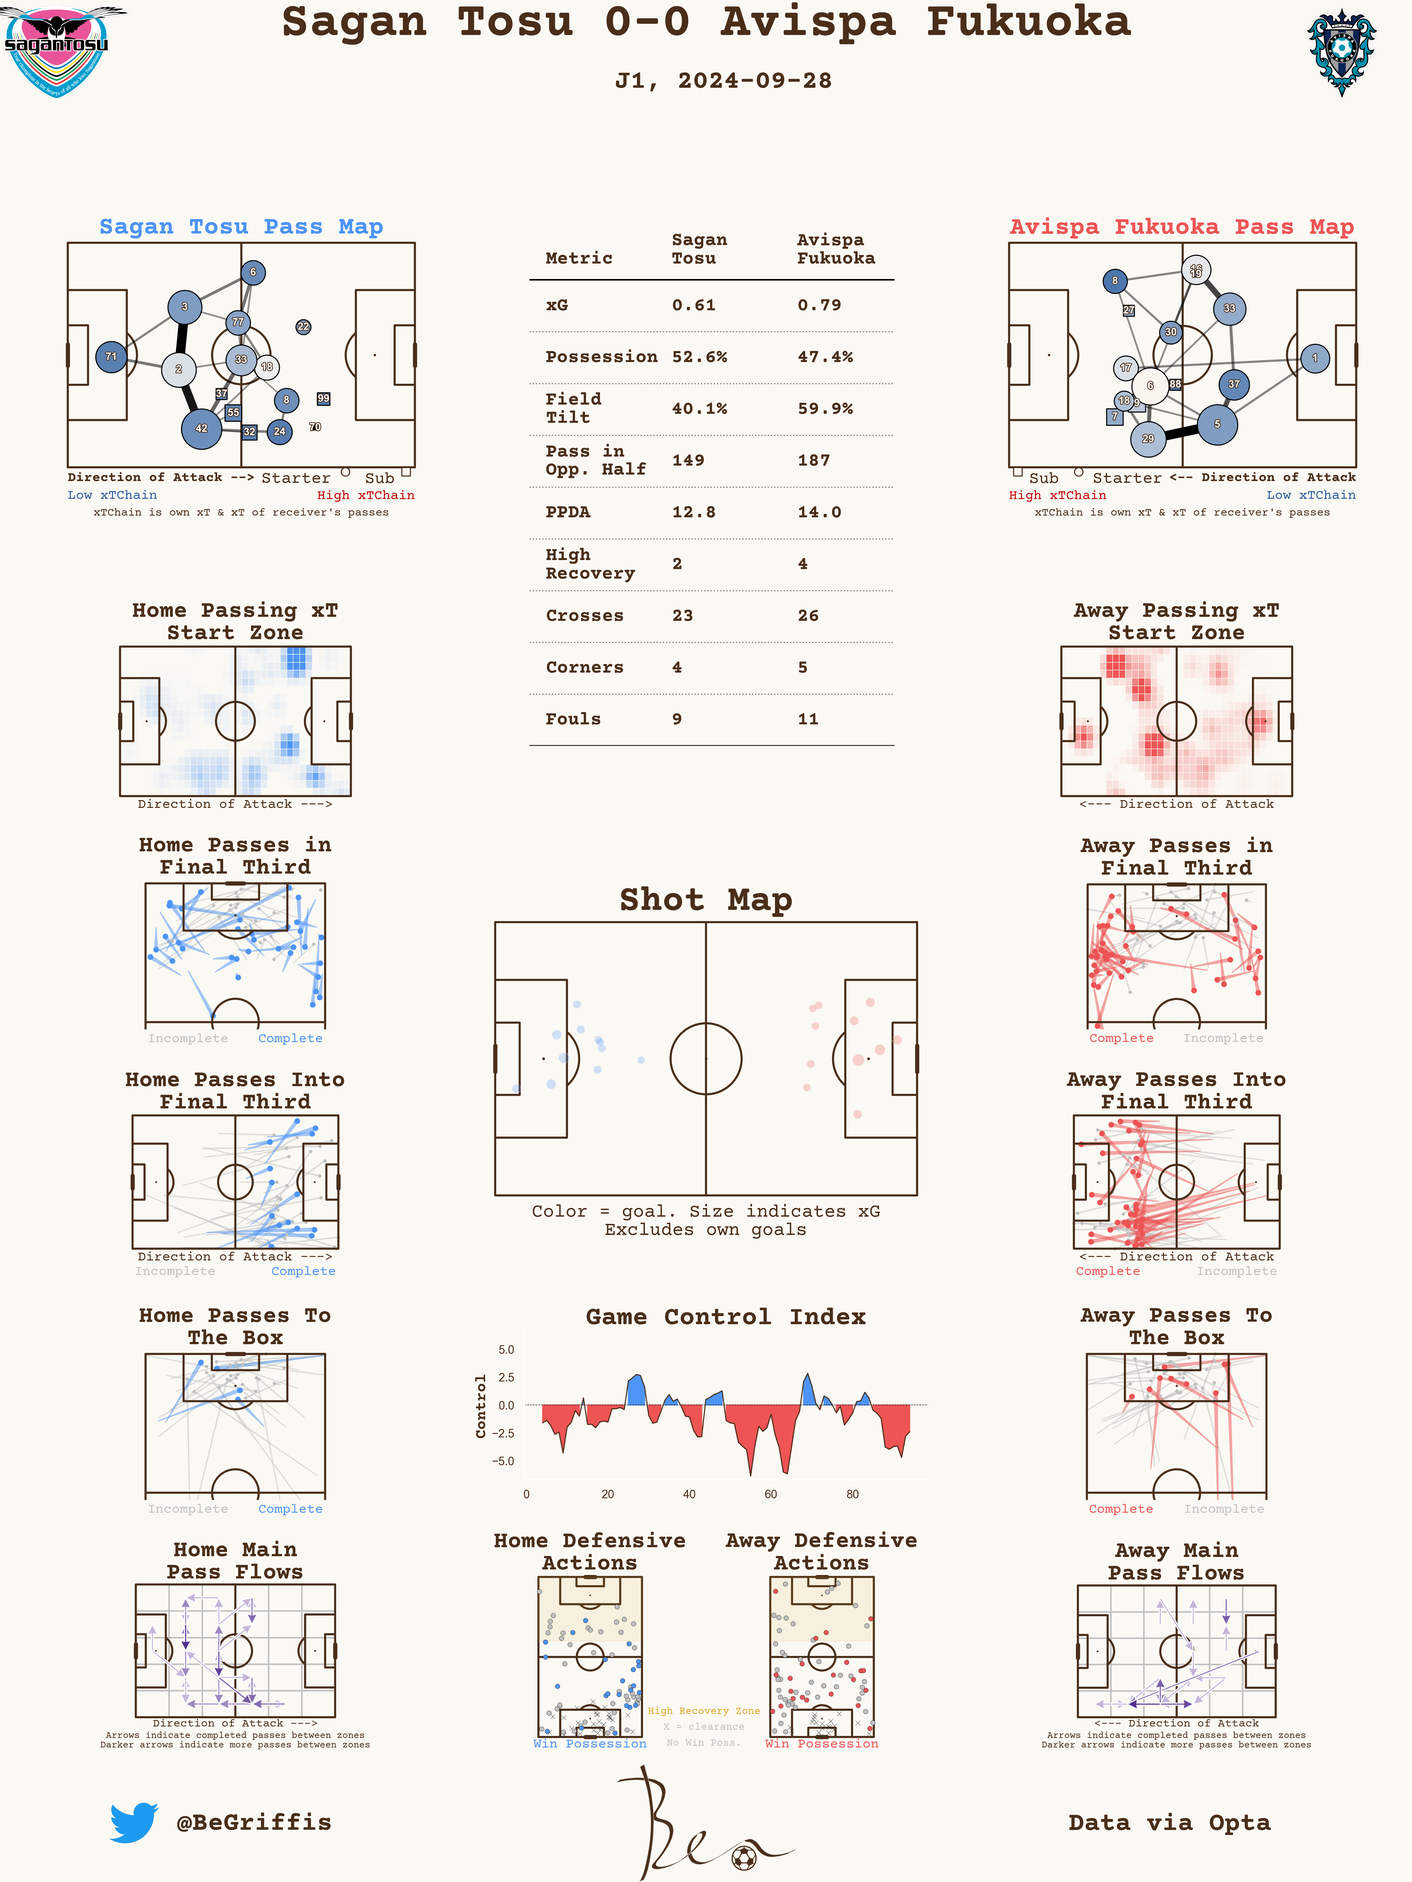 Sagan Tosu 0-0 Avispa Fukuoka
J1, 2024-09-28
saganTosu
Sagan Tosu Pass Map
6
3
77
22
71
2
33
18
37
8
99
55
42
32
24
70
Direction of Attack --> Starter Sub
Low xTChain High xTChain
xTChain is own xT & xT of receiver's passes
Metric Sagan Tosu Avispa Fukuoka
xG 0.61 0.79
Possession 52.6% 47.4%
Field Tilt 40.1% 59.9%
Pass in Opp. Half 149 187
PPDA 12.8 14.0
High Recovery 2 4
Crosses 23 26
Corners 4 5
Fouls 9 11
Avispa Fukuoka Pass Map
8
19
27
33
30
1
17
6
88
37
18
9
7
5
29
Sub Starter <-- Direction of Attack
High xTChain Low xTChain
xTChain is own xT & xT of receiver's passes
Home Passing xT
Start Zone
Direction of Attack --->
Away Passing xT
Start Zone
<--- Direction of Attack
Home Passes in
Final Third
Incomplete Complete
Away Passes in
Final Third
Complete Incomplete
Shot Map
Color = goal. Size indicates xG
Excludes own goals
Home Passes Into
Final Third
Direction of Attack --->
Incomplete Complete
Away Passes Into
Final Third
<--- Direction of Attack
Complete Incomplete
Home Passes To
The Box
Incomplete Complete
Game Control Index
Control
5.0
2.5
0.0
−2.5
−5.0
0 20 40 60 80
Away Passes To
The Box
Complete Incomplete
Home Main
Pass Flows
Direction of Attack --->
Arrows indicate completed passes between zones
Darker arrows indicate more passes between zones
Home Defensive
Actions
Win Possession
High Recovery Zone
X = clearance
No Win Poss.
Away Defensive
Actions
Win Possession
Away Main
Pass Flows
<--- Direction of Attack
Arrows indicate completed passes between zones
Darker arrows indicate more passes between zones
@BeGriffis
Ben
Data via Opta